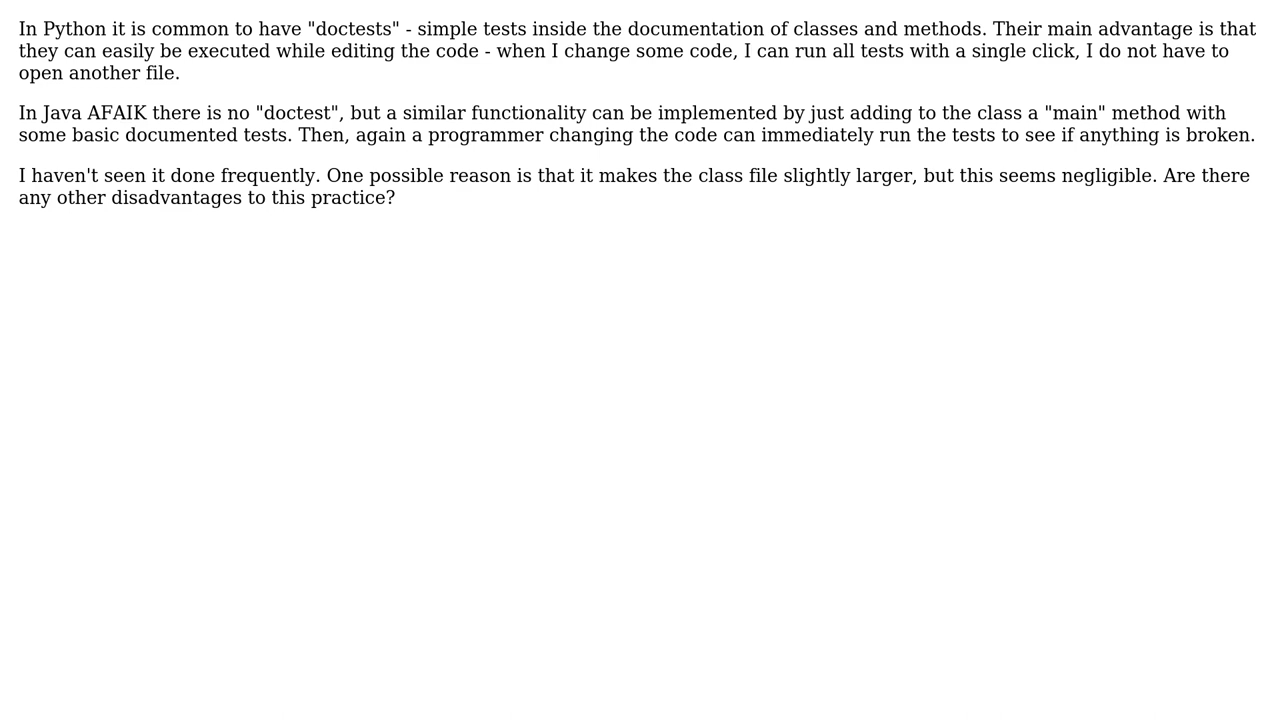 In Python it is common to have "doctests" - simple tests inside the documentation of classes and methods. Their main advantage is that
they can easily be executed while editing the code - when I change some code, I can run all tests with a single click, I do not have to
open another file.
In Java AFAIK there is no "doctest", but a similar functionality can be implemented by just adding to the class a "main" method with
some basic documented tests. Then, again a programmer changing the code can immediately run the tests to see if anything is broken.
I haven't seen it done frequently. One possible reason is that it makes the class file slightly larger, but this seems negligible. Are there
any other disadvantages to this practice?